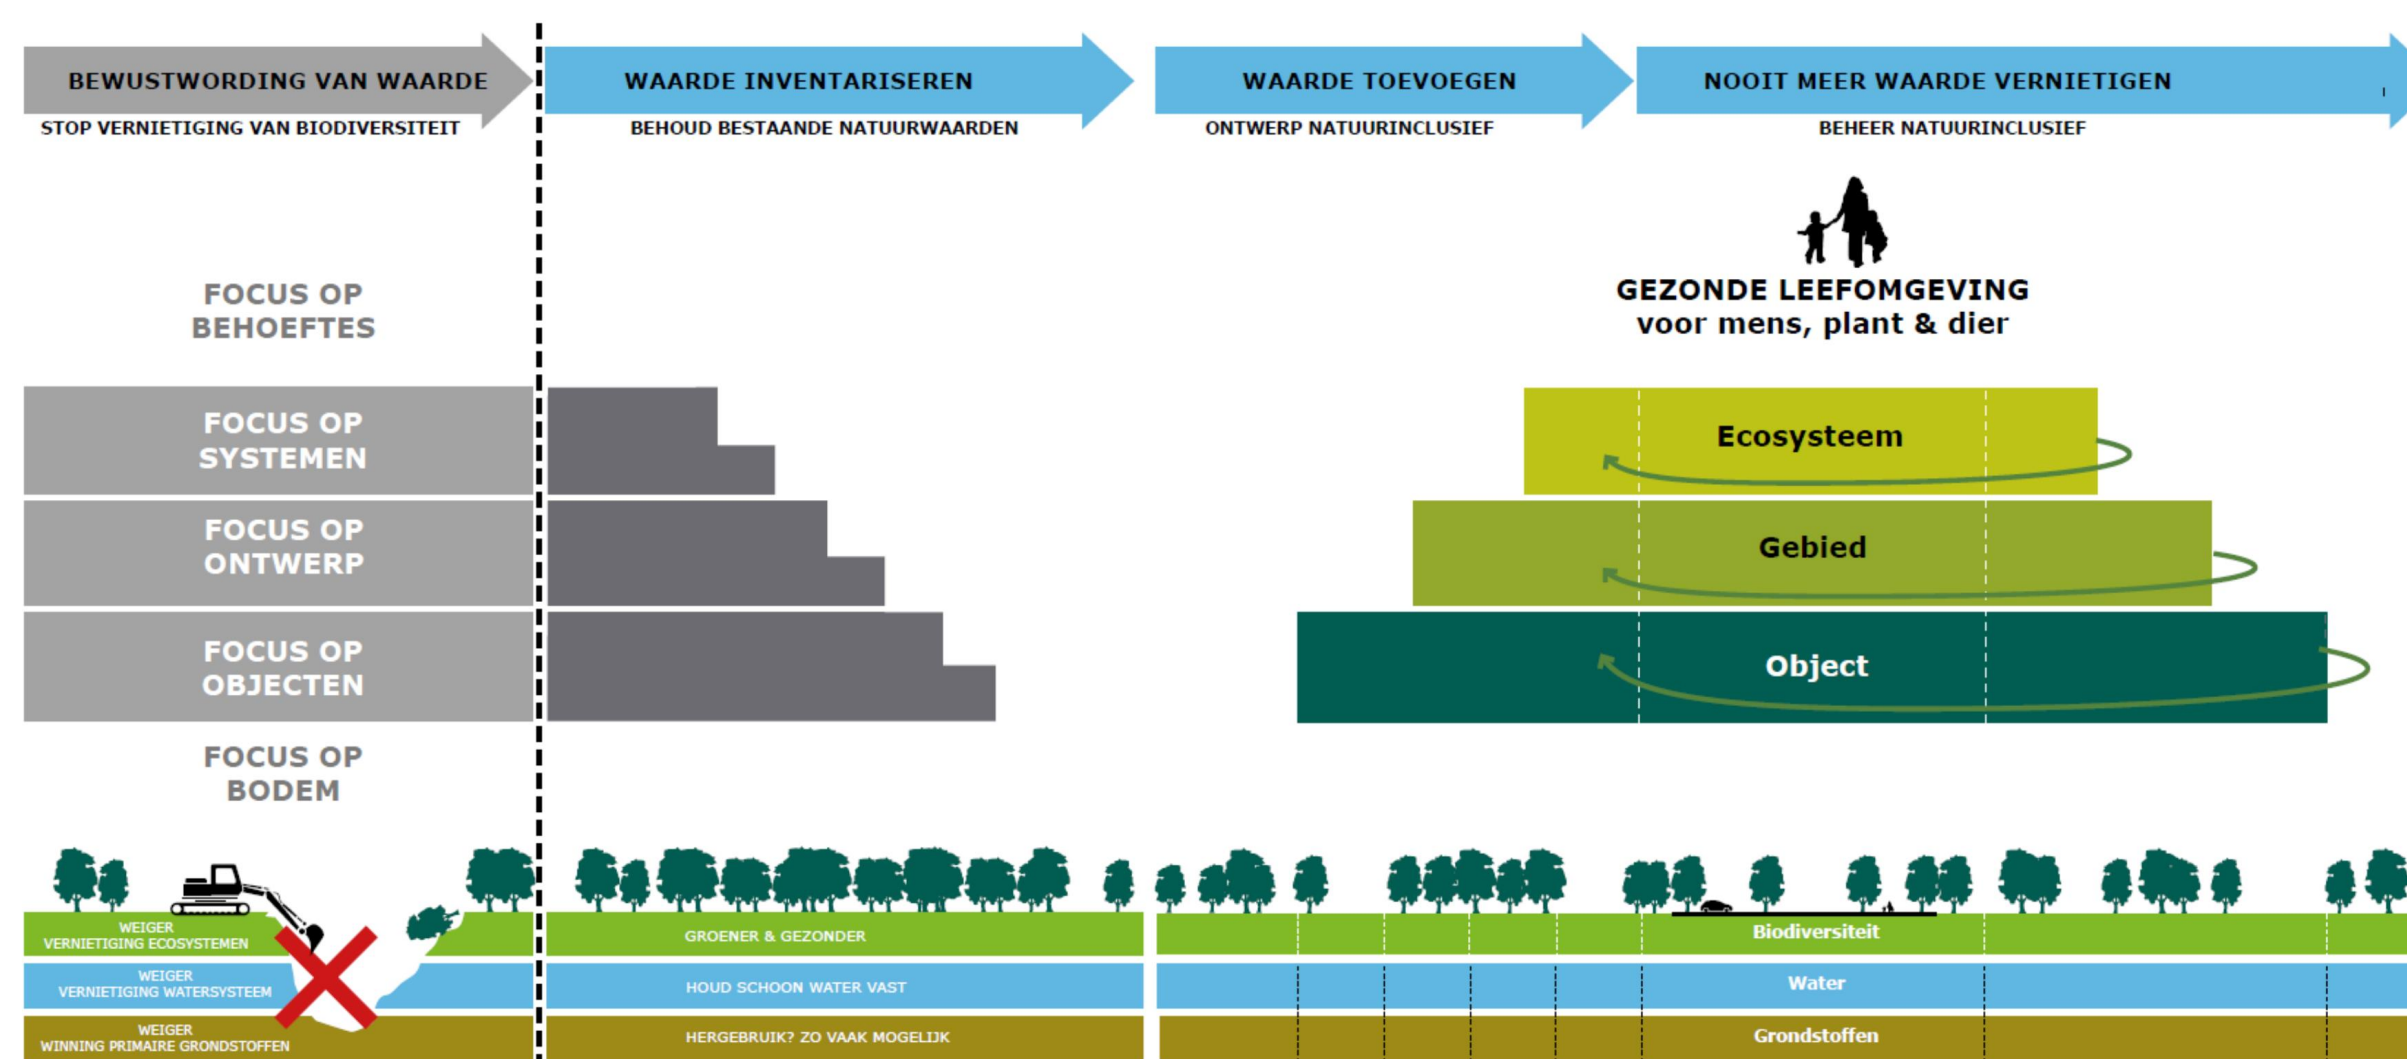 BEWUSTWORDING VAN WAARDE
WAARDE INVENTARISEREN
WAARDE TOEVOEGEN
NOOIT MEER WAARDE VERNIETIGEN
STOP VERNIETIGING VAN BIODIVERSITEIT
BEHOUD BESTAANDE NATUURWAARDEN
ONTWERP NATUURINCLUSIEF
BEHEER NATUURINCLUSIEF
FOCUS OP
BEHOEFTES
GEZONDE LEEFOMGEVING
voor mens, plant & dier
FOCUS OP
SYSTEMEN
Ecosysteem
FOCUS OP
ONTWERP
Gebied
FOCUS OP
OBJECTEN
Object
FOCUS OP
BODEM
WEIGER
VERNIETIGING ECOSYSTEMEN
GROENER & GEZONDER
Biodiversiteit
WEIGER
VERNIETIGING WATERSYSTEEM
HOUD SCHOON WATER VAST
Water
WEIGER
WINNING PRIMAIRE GRONDSTOFFEN
HERGEBRUIK? ZO VAAK MOGELIJK
Grondstoffen